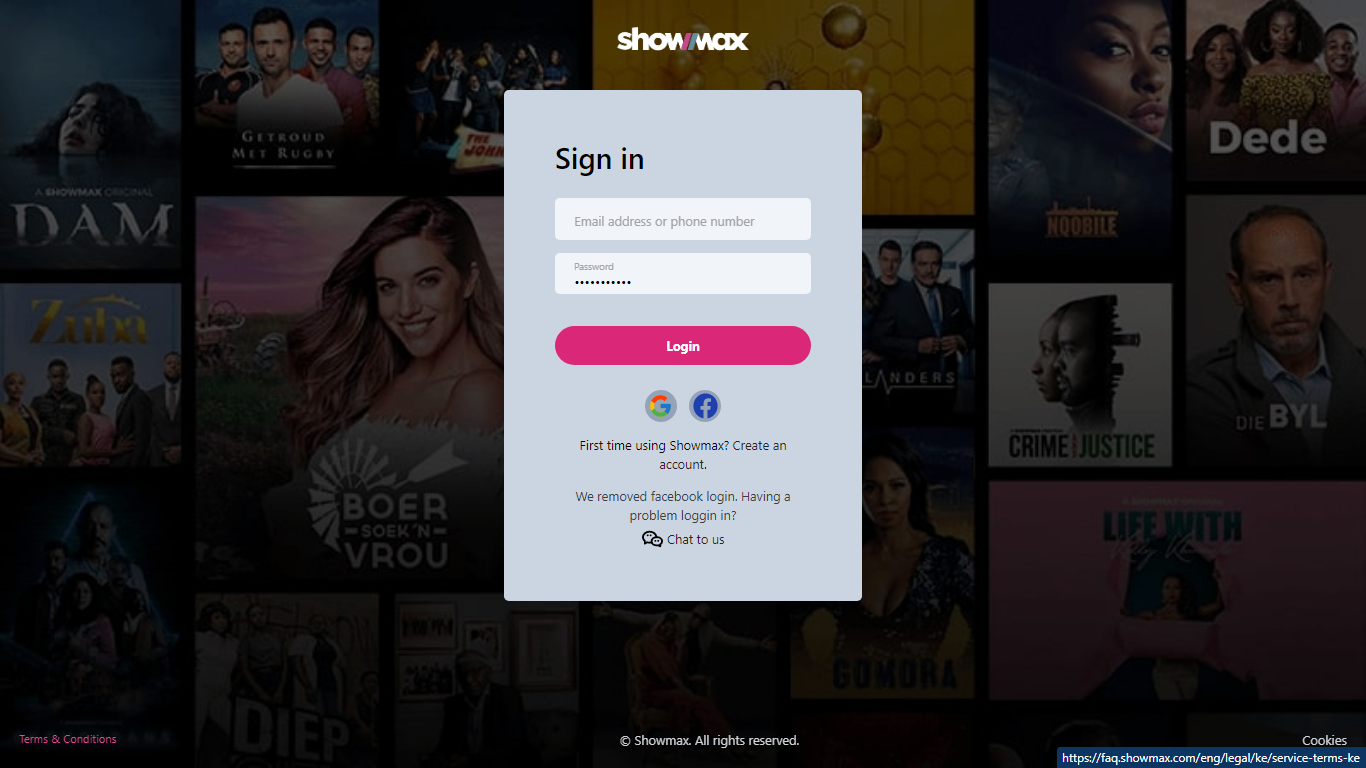 showmax
GETROUD
MET RUGBY
THE
JOHN
Dede
A SHOWMAX ORIGINAL
DAM
NQOBILE
Zuba
Sign in
Email address or phone number
Password
•••••••••••
Login
LANDERS
DIE BYL
CRIME JUSTICE
First time using Showmax? Create an
account.
BOER
SOEK'N
VROU
We removed facebook login. Having a
problem loggin in?
Chat to us
LIFE WITH
GOMORA
DIEP
Terms & Conditions
© Showmax. All rights reserved.
Cookies
https://faq.showmax.com/eng/legal/ke/service-terms-ke